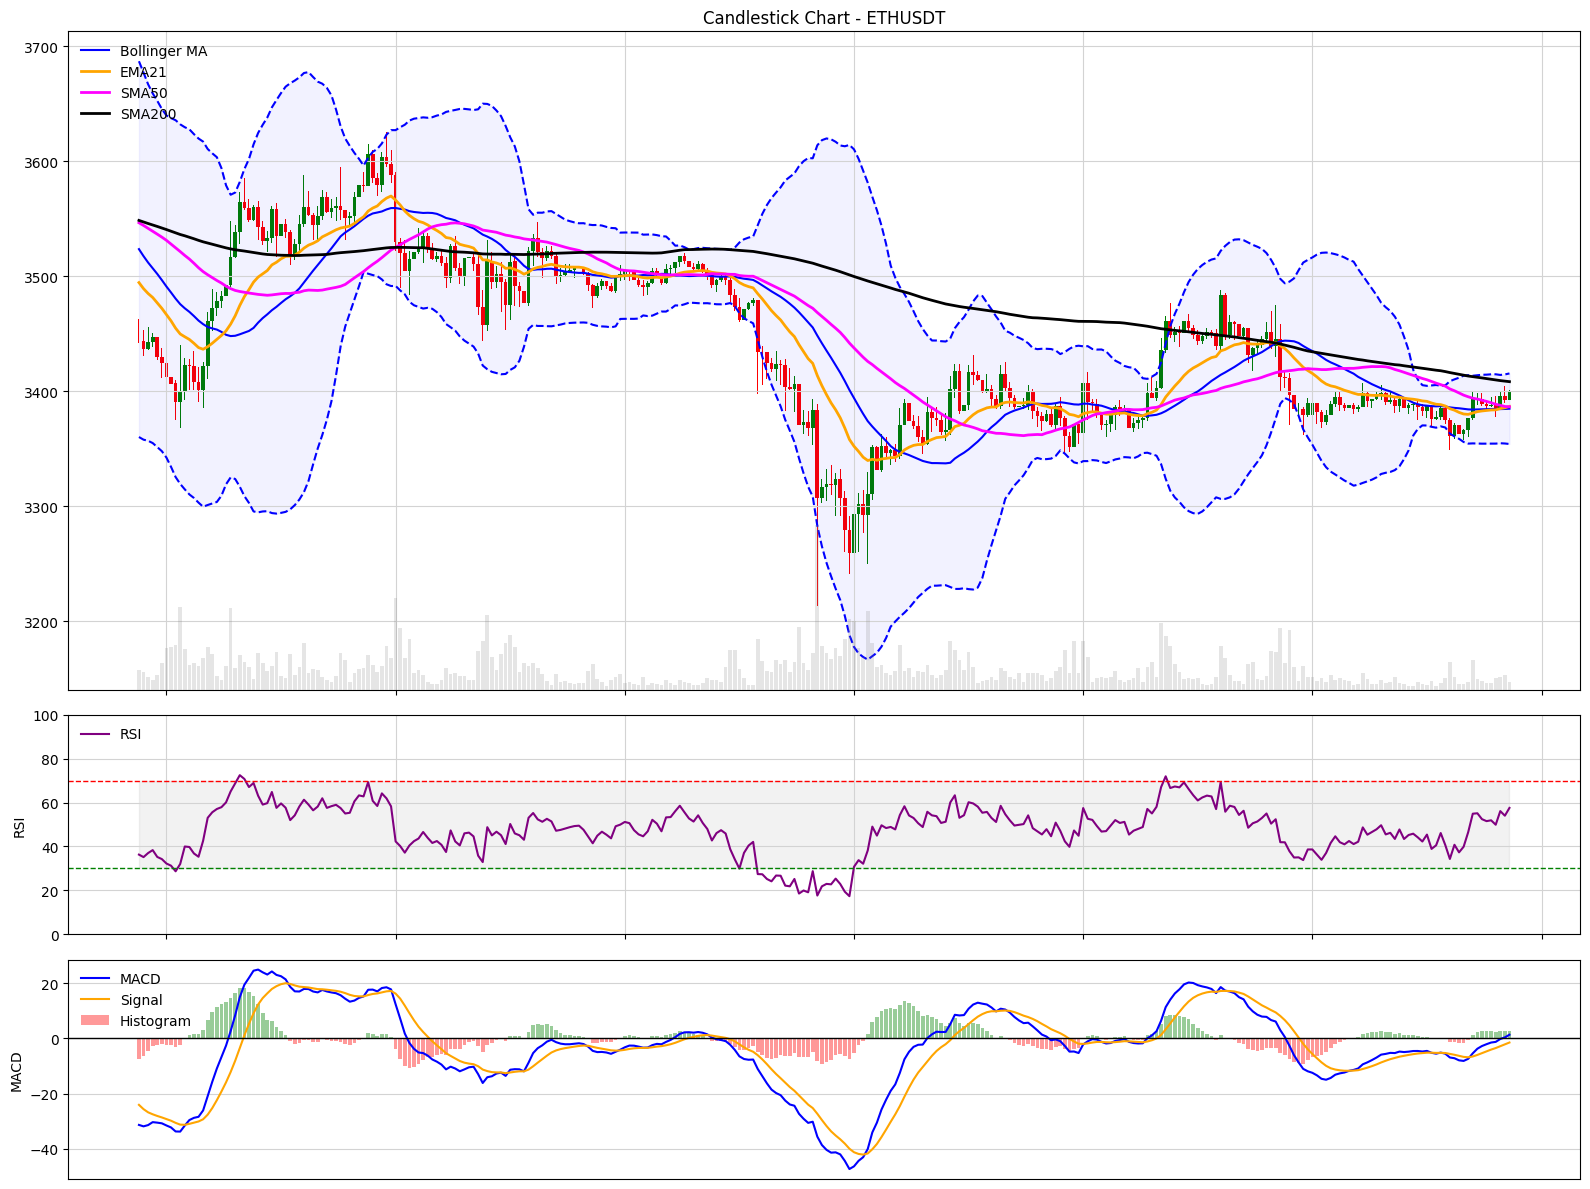 Candlestick Chart - ETHUSDT
Bollinger MA
EMA21
SMA50
SMA200
3700
3600
3500
3400
3300
3200
RSI
RSI
100
80
60
40
20
0
MACD
MACD
Signal
Histogram
20
0
−20
−40